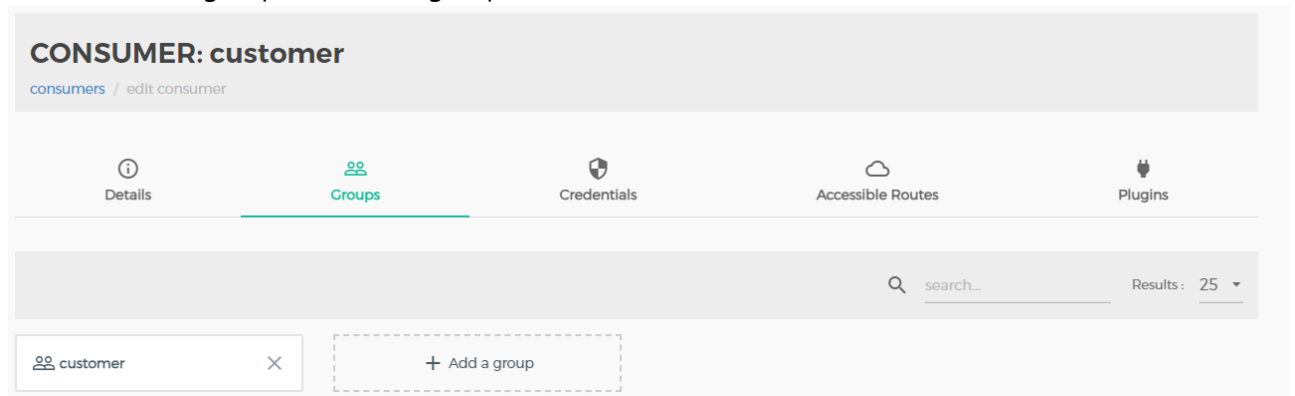 CONSUMER: customer
consumers / edit consumer
Details
Groups
Credentials
Accessible Routes
Plugins
search...
Results : 25
customer
+ Add a group